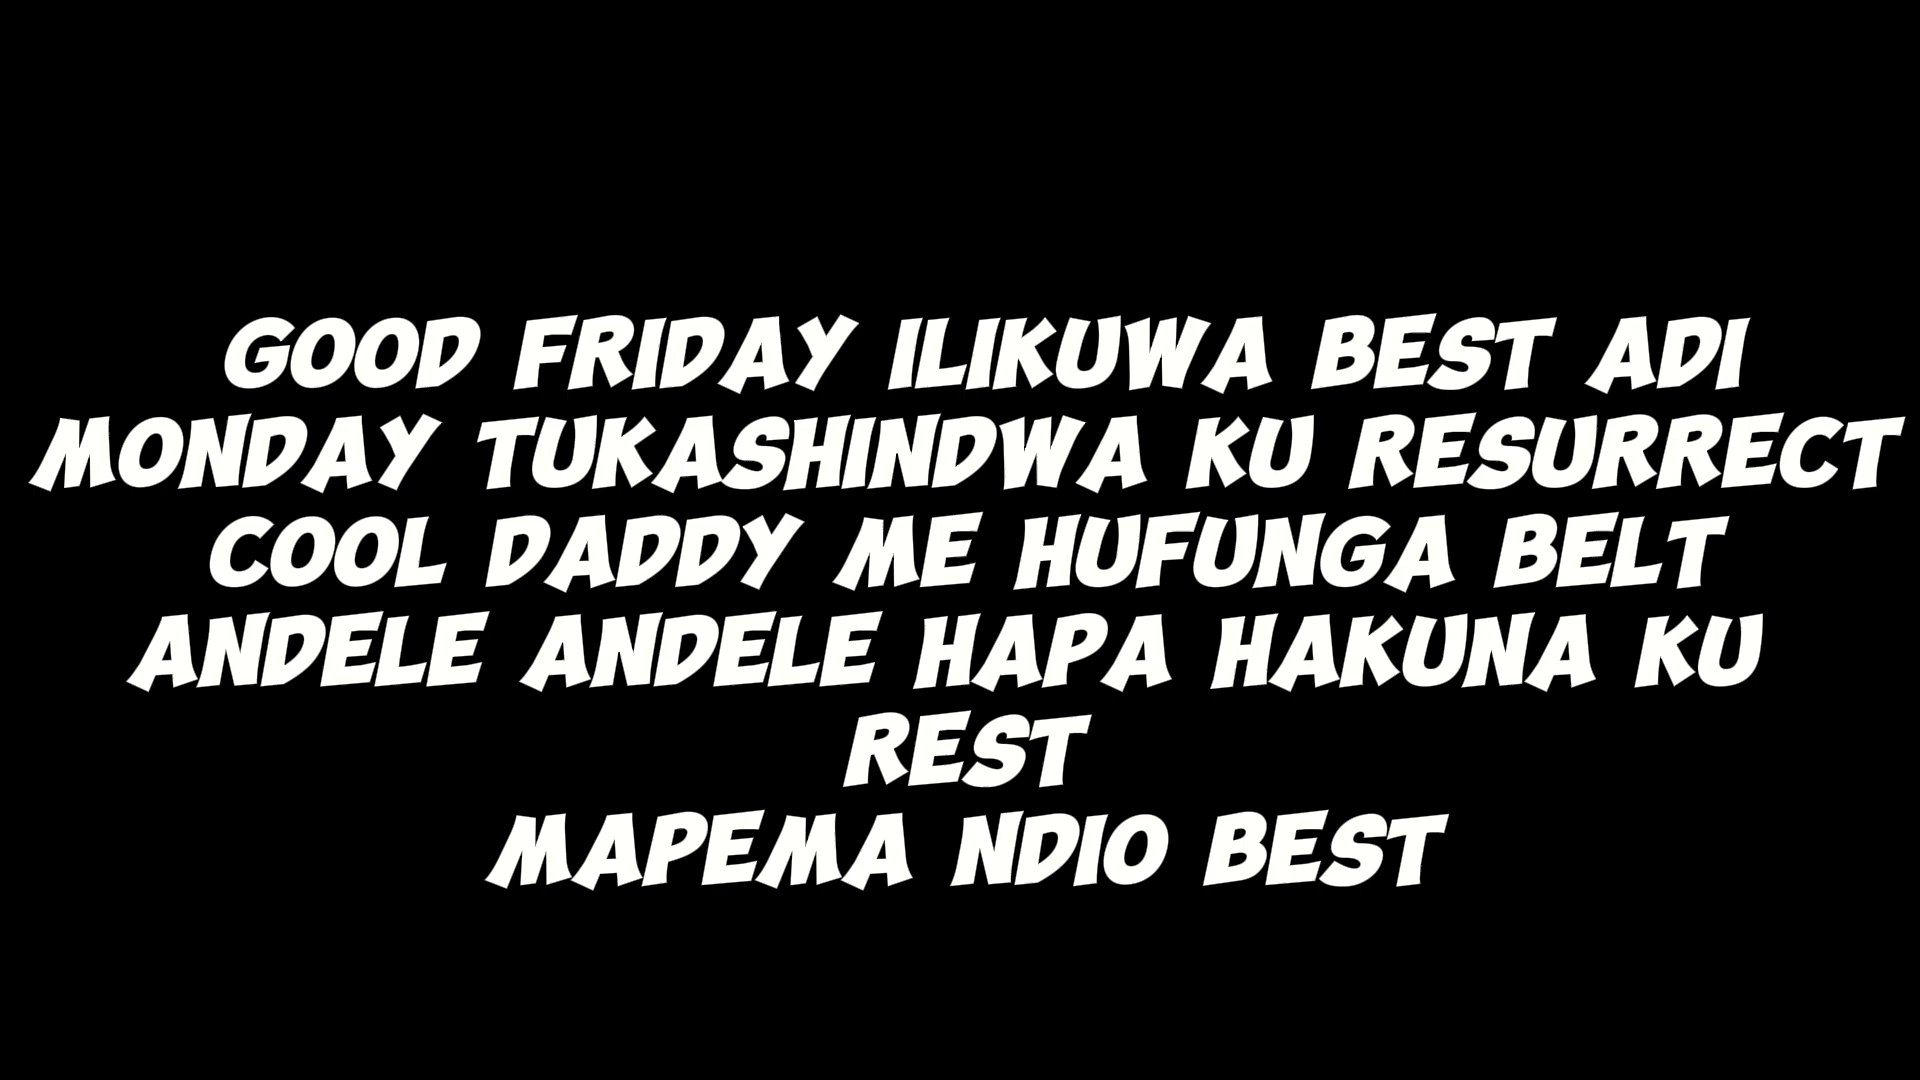 GOOD FRIDAY ILIKUWA BEST ADI
MONDAY TUKASHINDWA KU RESURRECT
COOL DADDY ME HUFUNGA BELT
ANDELE ANDELE HAPA HAKUNA KU
REST
MAPEMA NDIO BEST